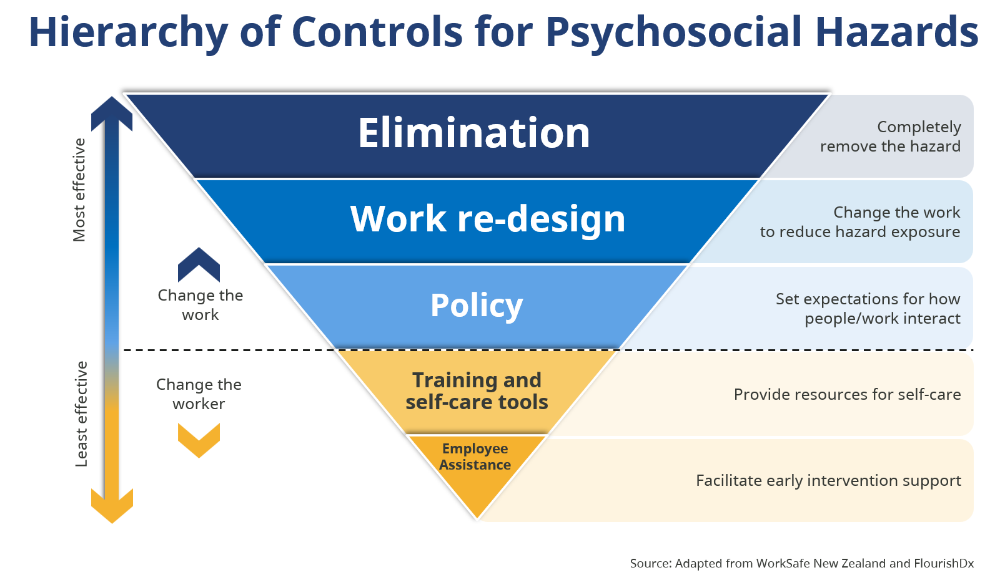 Hierarchy of Controls for Psychosocial Hazards
Most effective
Least effective
Change the
work
Change the
worker
Elimination
Completely
remove the hazard
Work re-design
Change the work
to reduce hazard exposure
Policy
Set expectations for how
people/work interact
Training and
self-care tools
Provide resources for self-care
Employee
Assistance
Facilitate early intervention support
Source: Adapted from WorkSafe New Zealand and FlourishDx